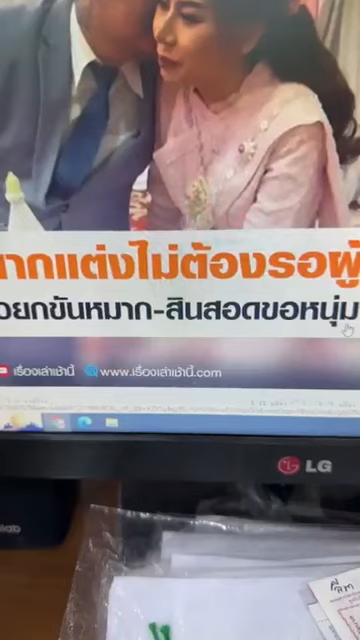 ากแต่งไม่ต้องรอผู้
วยกขันหมาก-สินสอดขอหนุ่ม
เรื่องเล่าเช้านี้ www.เรื่องเล่าเช้านี้.com
LG